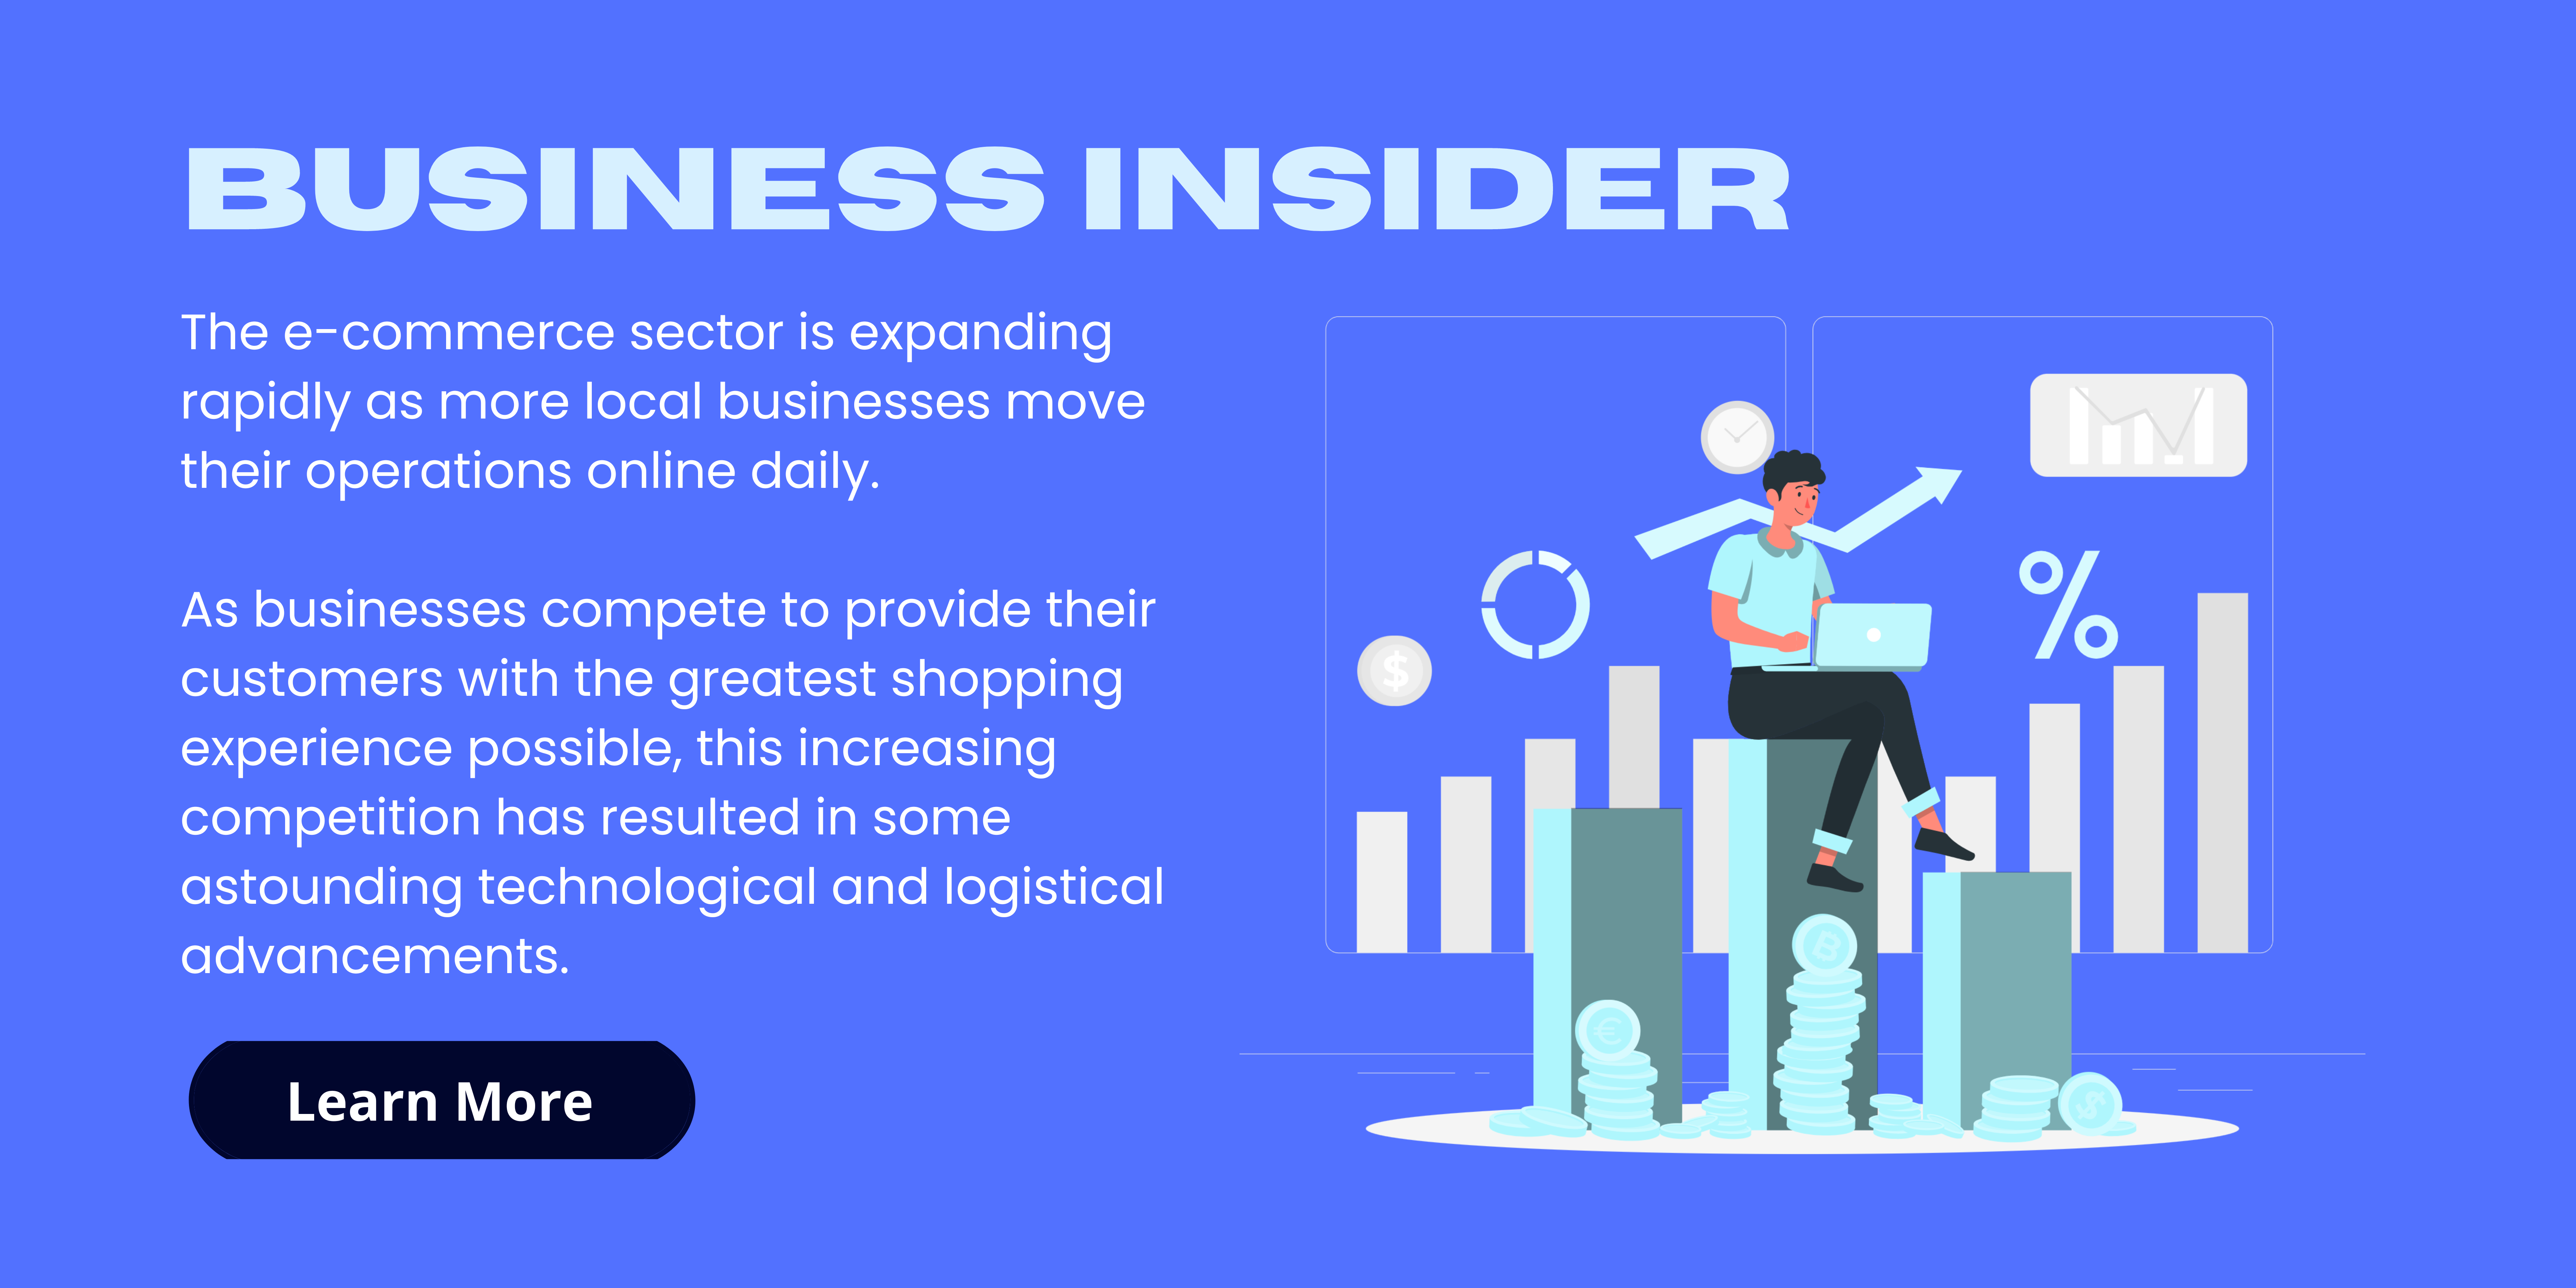 BUSINESS INSIDER
The e-commerce sector is expanding
rapidly as more local businesses move
their operations online daily.
As businesses compete to provide their
customers with the greatest shopping
experience possible, this increasing
competition has resulted in some
astounding technological and logistical
advancements.
Learn More
$
%
₿
€
$